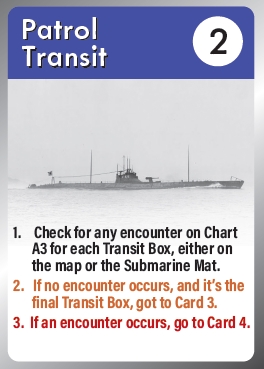 Patrol
Transit
2
1. Check for any encounter on Chart
A3 for each Transit Box, either on
the map or the Submarine Mat.
2. If no encounter occurs, and it's the
final Transit Box, got to Card 3.
3. If an encounter occurs, go to Card 4.